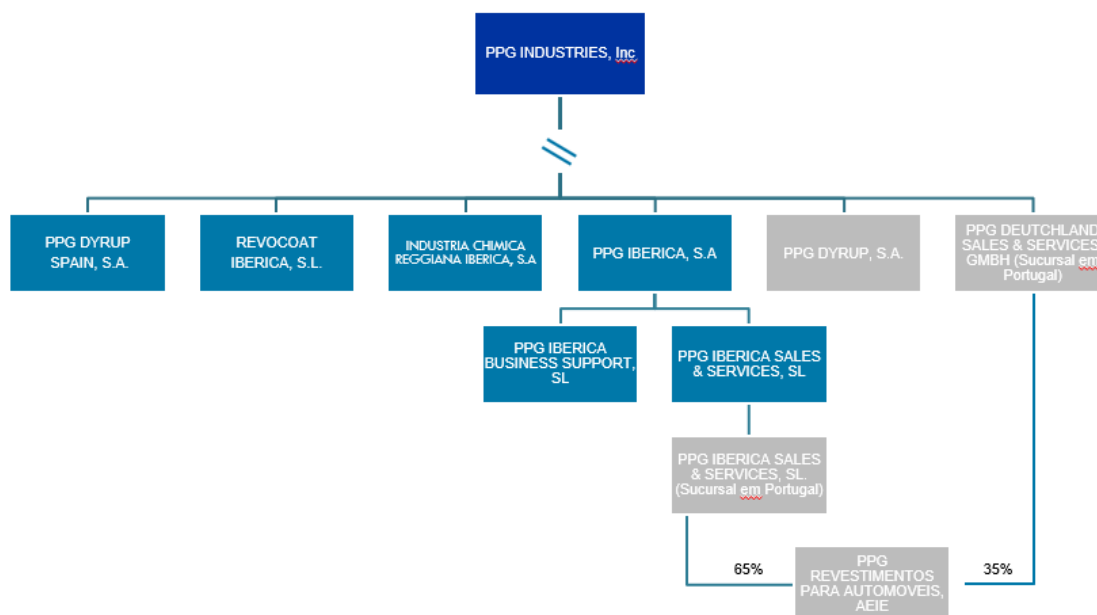 PPG INDUSTRIES, Inc
PPG DYRUP
SPAIN, S.A.
REVOCOAT
IBERICA, S.L.
INDUSTRIA CHIMICA
REGGIANA IBERICA, S.A
PPG IBERICA, S.A
PPG DYRUP, S.A.
PPG DEUTCHLAND
SALES & SERVICES
GMBH (Sucursal em
Portugal)
PPG IBERICA
BUSINESS SUPPORT,
SL
PPG IBERICA SALES
& SERVICES, SL
PPG IBERICA SALES
& SERVICES, SL.
(Sucursal em Portugal)
65%
PPG
REVESTIMENTOS
PARA AUTOMOVEIS,
AEIE
35%